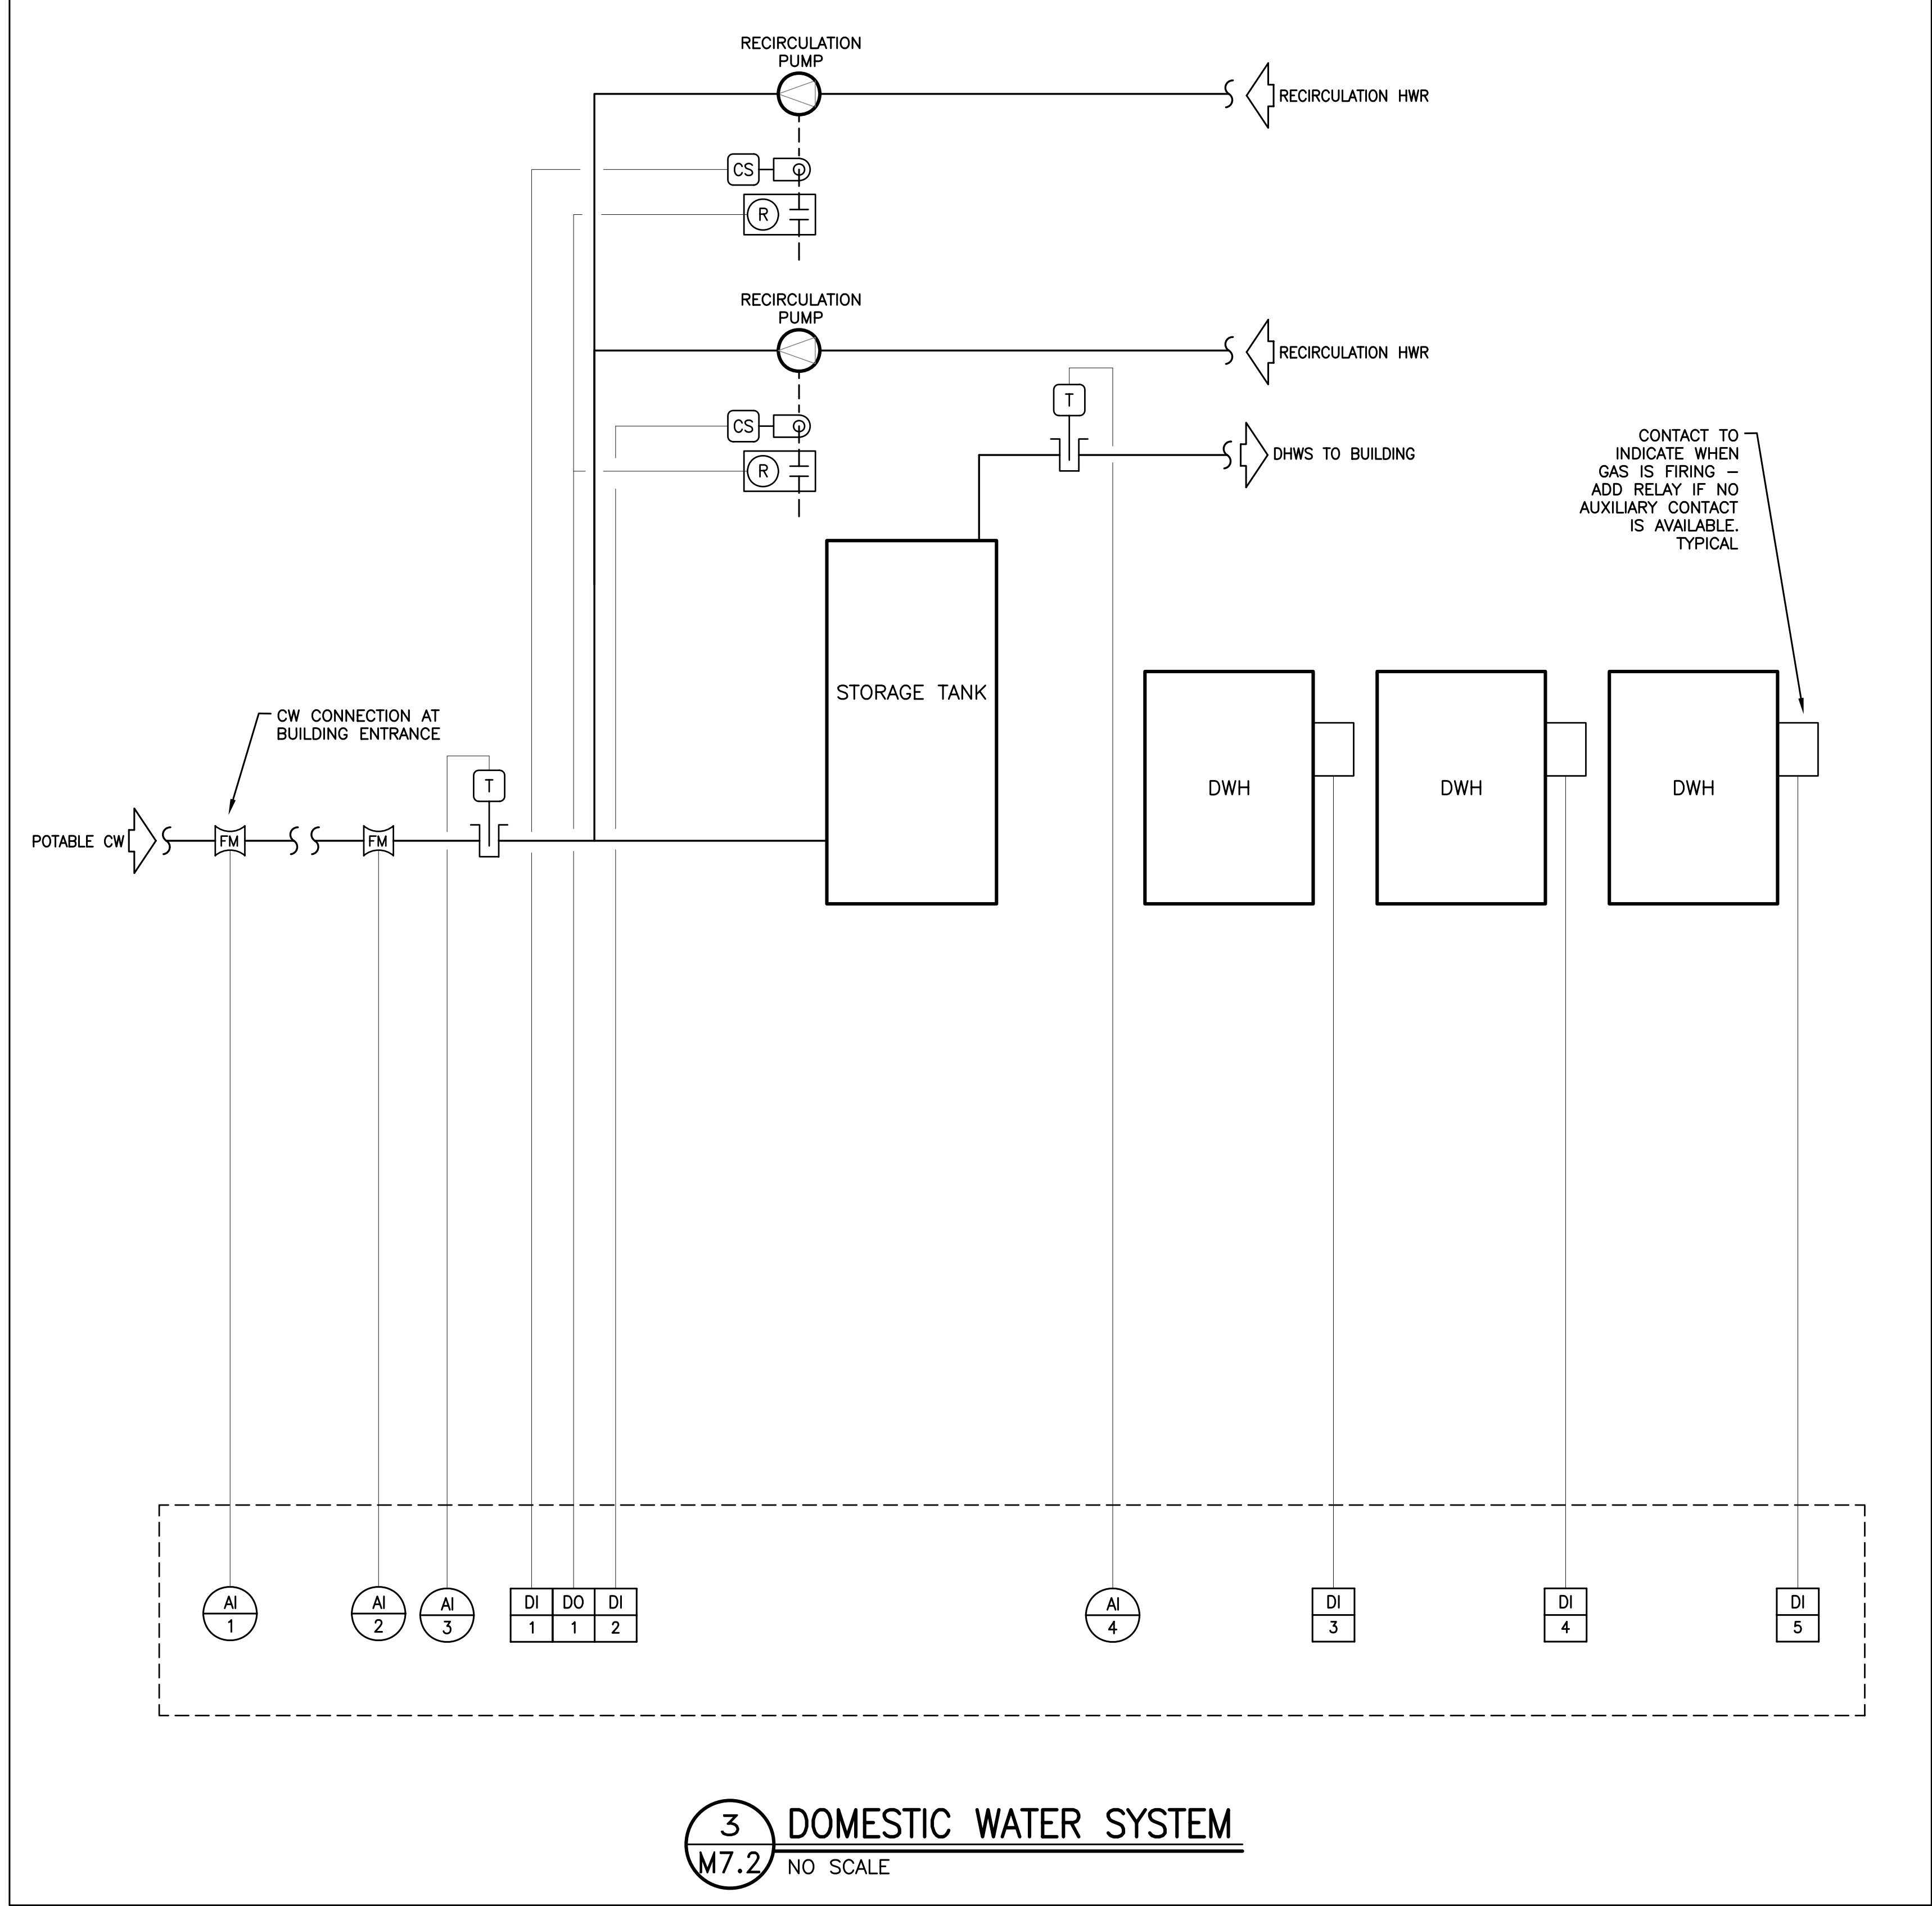 RECIRCULATION
PUMP
RECIRCULATION HWR
CS
R
RECIRCULATION
PUMP
RECIRCULATION HWR
T
CS
R
DHWS TO BUILDING
CONTACT TO
INDICATE WHEN
GAS IS FIRING –
ADD RELAY IF NO
AUXILIARY CONTACT
IS AVAILABLE.
TYPICAL
STORAGE TANK
CW CONNECTION AT
BUILDING ENTRANCE
T
DWH
DWH
DWH
POTABLE CW
FM
FM
AI
1
AI
2
AI
3
DI
1
DO
1
DI
2
AI
4
DI
3
DI
4
DI
5
3
M7.2
DOMESTIC WATER SYSTEM
NO SCALE